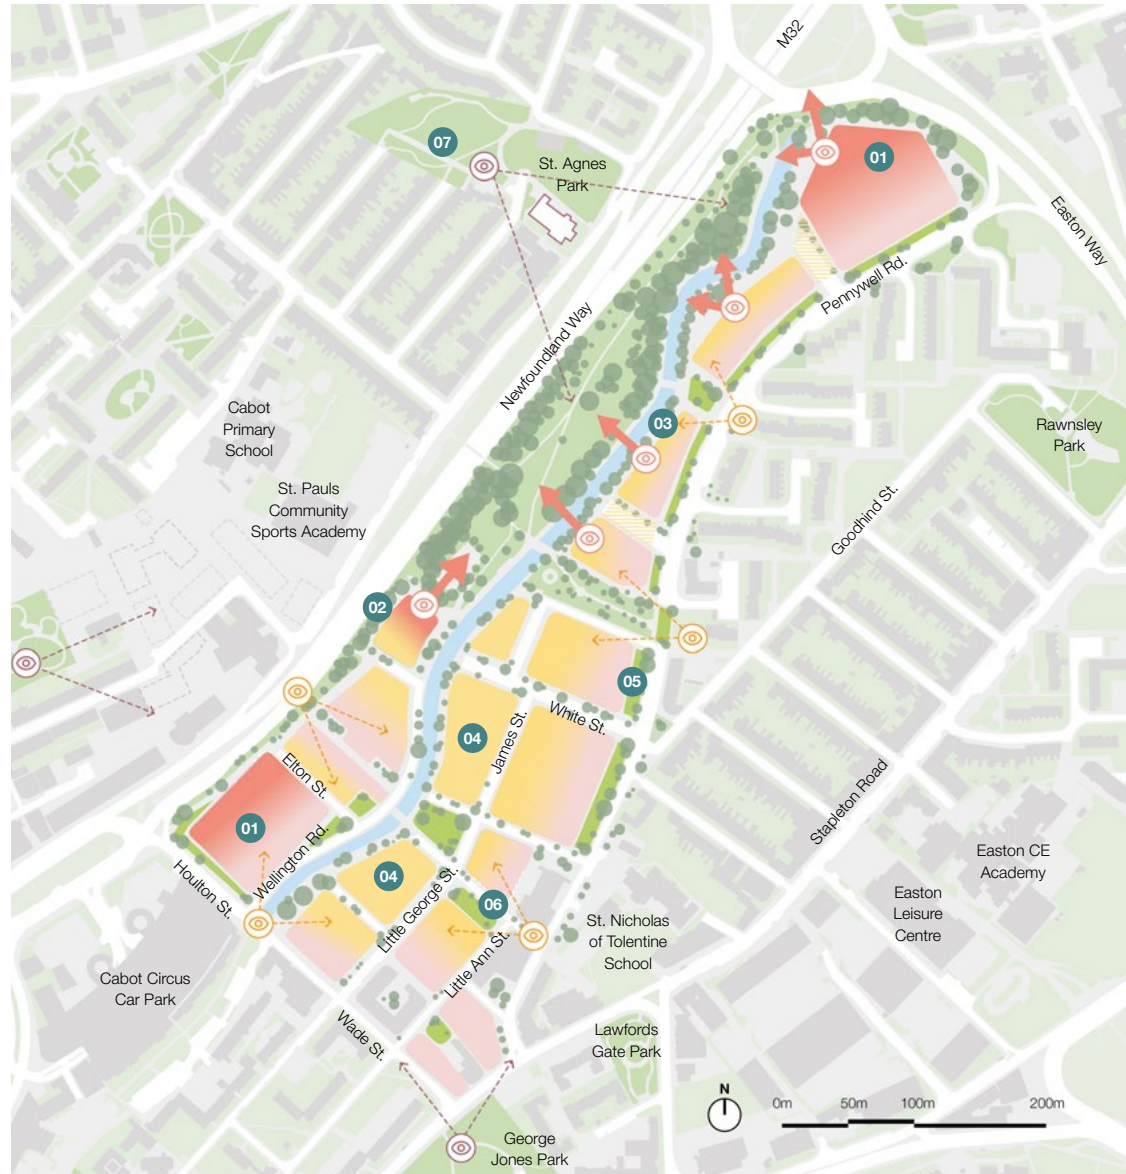 M32
07
St. Agnes
Park
01
Easton Way
Pennywell Rd.
Newfoundland Way
Cabot
Primary
School
03
Rawnsley
Park
St. Pauls
Community
Sports Academy
Goodhind St.
02
05
White St.
James St.
04
Elton St.
Stapleton Road
01
Wellington Rd.
Houlton St.
04
Little George St.
06
Easton CE
Academy
Easton
Leisure
Centre
St. Nicholas
of Tolentine
School
Little Ann St.
Cabot Circus
Car Park
Wade St.
Lawfords
Gate Park
N
0m 50m 100m 200m
George
Jones Park